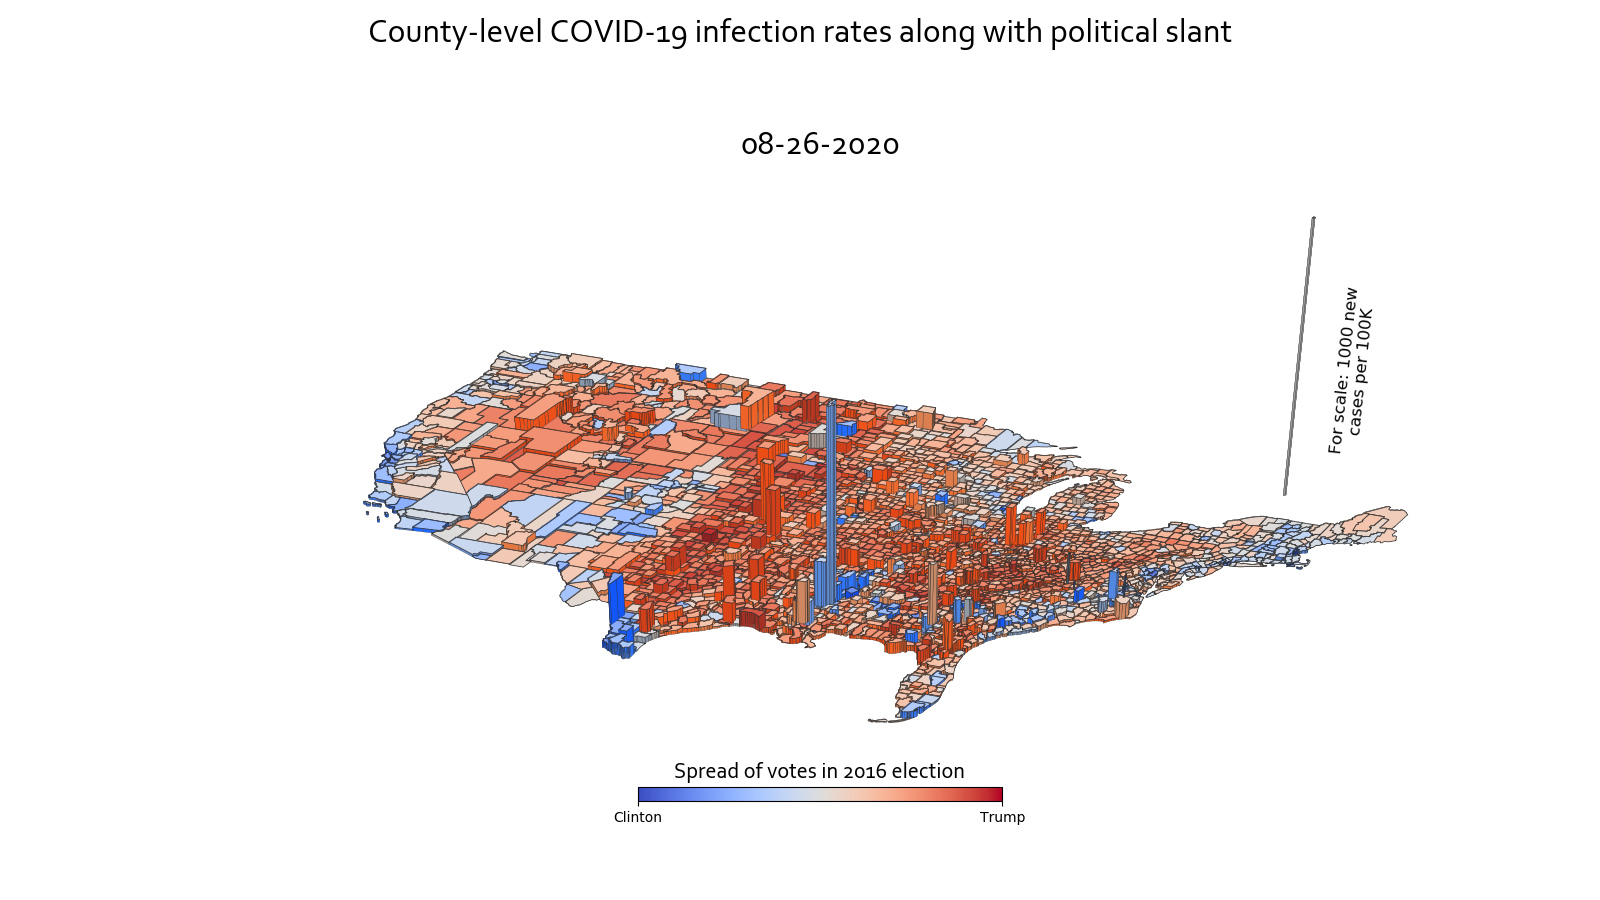 County-level COVID-19 infection rates along with political slant
08-26-2020
For scale: 1000 new
cases per 100K
Spread of votes in 2016 election
Clinton
Trump